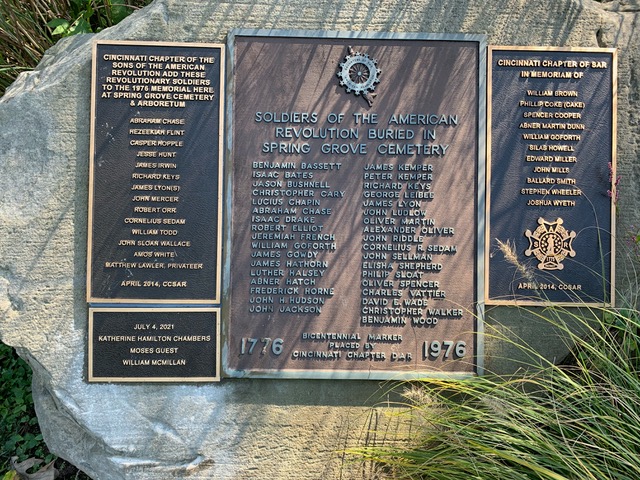 CINCINNATI CHAPTER OF THE
SONS OF THE AMERICAN
REVOLUTION ADD THESE
REVOLUTIONARY SOLDIERS
TO THE 1976 MEMORIAL HERE
AT SPRING GROVE CEMETERY
& ARBORETUM
ABRAHAM CHASE
HEZEEKIAH FLINT
CASPER HOPPLE
JESSE HUNT
JAMES IRWIN
RICHARD KEYS
JAMES LYON(S)
JOHN MERCER
ROBERT ORR
CORNELIUS SEDAM
WILLIAM TODD
JOHN SLOAN WALLACE
AMOS WHITE
MATTHEW LAWLER, PRIVATEER
APRIL 2014, CCSAR
JULY 4, 2021
KATHERINE HAMILTON CHAMBERS
MOSES GUEST
WILLIAM MCMILLAN
SOLDIERS OF THE AMERICAN
REVOLUTION BURIED IN
SPRING GROVE CEMETERY
BENJAMIN BASSETT
ISAAC BATES
JASON BUSHNELL
CHRISTOPHER CARY
LUCIUS CHAPIN
ABRAHAM CHASE
ISAAC DRAKE
ROBERT ELLIOT
JEREMIAH FRENCH
WILLIAM GOFORTH
JAMES GOWDY
JAMES HATHORN
LUTHER HALSEY
ABNER HATCH
FREDERICK HORNE
JOHN H. HUDSON
JOHN JACKSON
JAMES KEMPER
PETER KEMPER
RICHARD KEYS
GEORGE LEIBEE
JAMES LYON
JOHN LUDLOW
OLIVER MARTIN
ALEXANDER OLIVER
JOHN RIDDLE
CORNELIUS R. SEDAM
JOHN SELLMAN
ELISHA SHEPHERD
PHILIP SLOAT
OLIVER SPENCER
CHARLES VATTIER
DAVID E. WADE
CHRISTOPHER WALKER
BENJAMIN WOOD
1776 BICENTENNIAL MARKER 1976
PLACED BY
CINCINNATI CHAPTER D.A.R.
CINCINNATI CHAPTER OF SAR
IN MEMORIAM OF
WILLIAM BROWN
PHILLIP COKE (CAKE)
SPENCER COOPER
ABNER MARTIN DUNN
WILLIAM GOFORTH
SILAS HOWELL
EDWARD MILLER
JOHN MILLS
BALLARD SMITH
STEPHEN WHEELER
JOSHUA WYETH
APRIL 2014, CCSAR